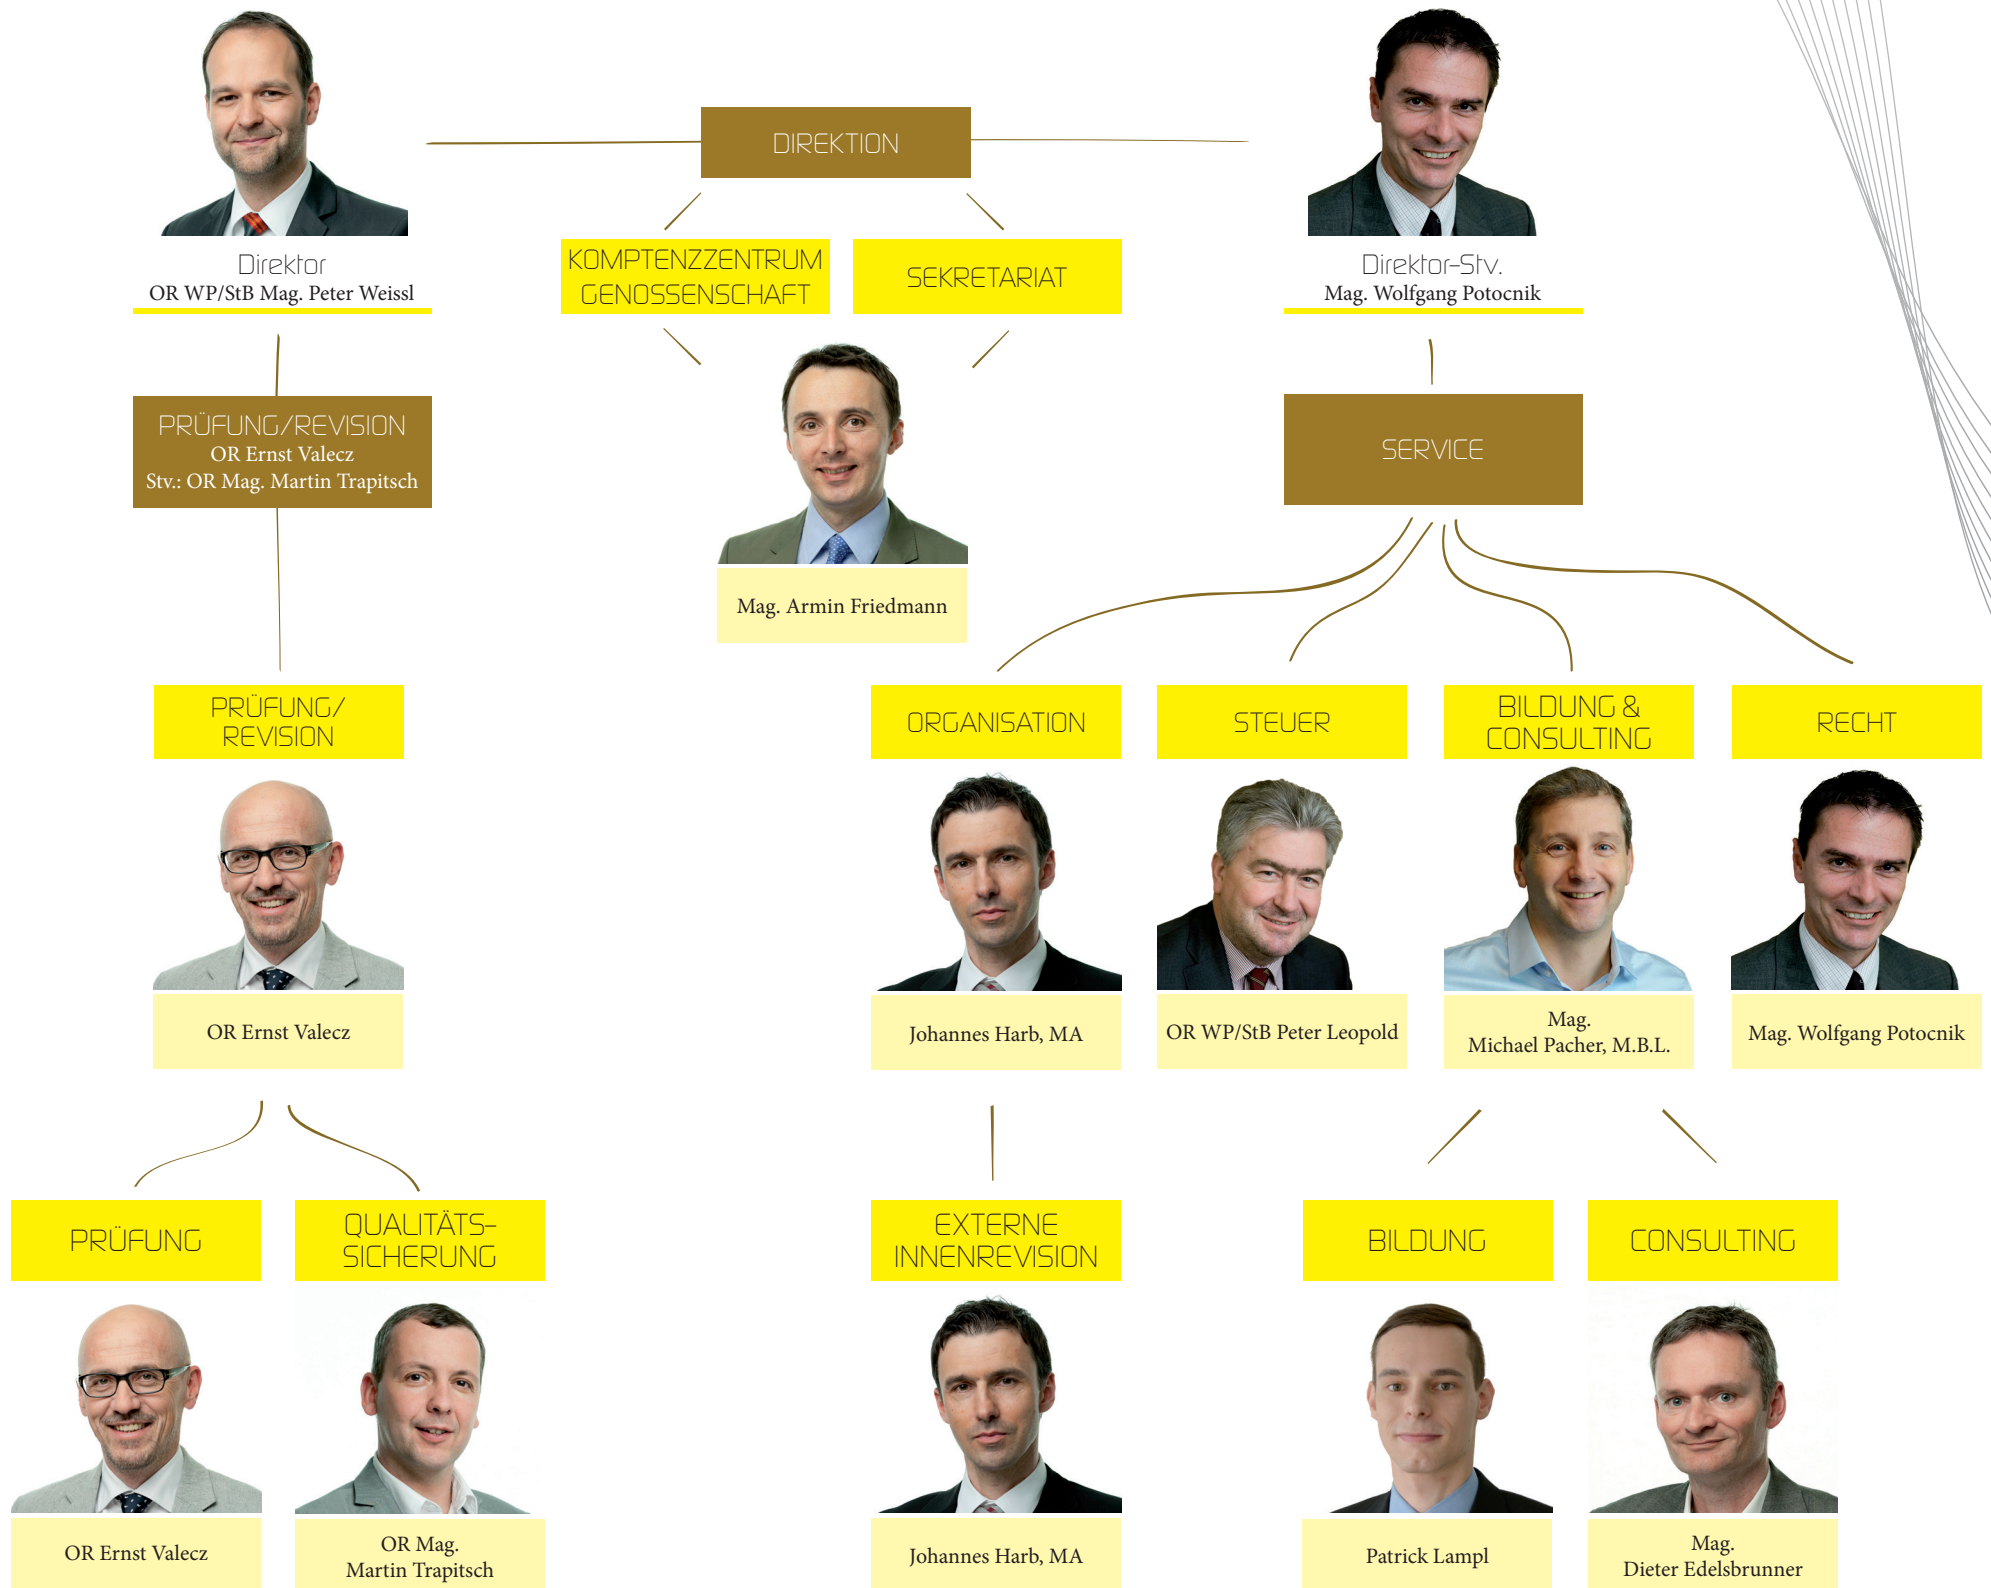 DIREKTION
Direktor
OR WP/StB Mag. Peter Weissl
KOMPTENZZENTRUM
GENOSSENSCHAFT
SEKRETARIAT
Direktor-Stv.
Mag. Wolfgang Potocnik
PRÜFUNG/REVISION
OR Ernst Valecz
Stv.: OR Mag. Martin Trapitsch
SERVICE
Mag. Armin Friedmann
PRÜFUNG/
REVISION
ORGANISATION
STEUER
BILDUNG &
CONSULTING
RECHT
OR Ernst Valecz
Johannes Harb, MA
OR WP/StB Peter Leopold
Mag.
Michael Pacher, M.B.L.
Mag. Wolfgang Potocnik
PRÜFUNG
QUALITÄTS-
SICHERUNG
EXTERNE
INNENREVISION
BILDUNG
CONSULTING
OR Ernst Valecz
OR Mag.
Martin Trapitsch
Johannes Harb, MA
Patrick Lampl
Mag.
Dieter Edelsbrunner